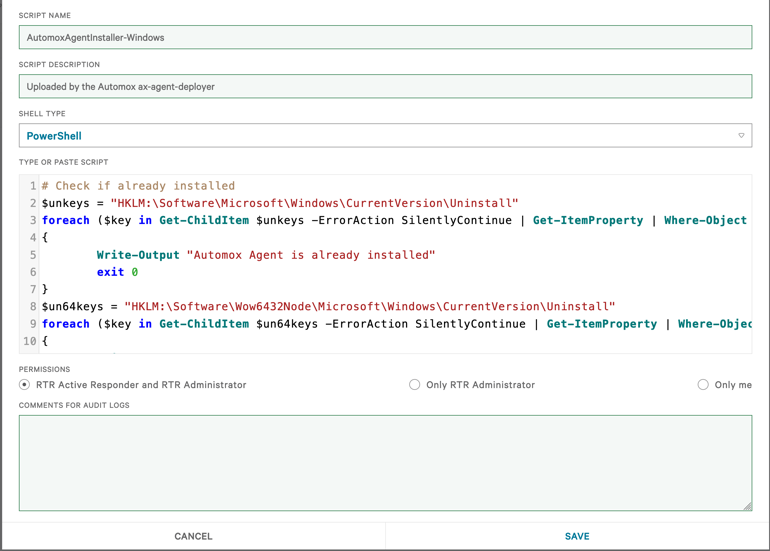 SCRIPT NAME
AutomoxAgentInstaller-Windows
SCRIPT DESCRIPTION
Uploaded by the Automox ax-agent-deployer
SHELL TYPE
PowerShell
TYPE OR PASTE SCRIPT
1 # Check if already installed
2 $unkeys = "HKLM:\Software\Microsoft\Windows\CurrentVersion\Uninstall"
3 foreach ($key in Get-ChildItem $unkeys -ErrorAction SilentlyContinue | Get-ItemProperty | Where-Object
4 {
5 Write-Output "Automox Agent is already installed"
6 exit 0
7 }
8 $un64keys = "HKLM:\Software\Wow6432Node\Microsoft\Windows\CurrentVersion\Uninstall"
9 foreach ($key in Get-ChildItem $un64keys -ErrorAction SilentlyContinue | Get-ItemProperty | Where-Objec
10 {
PERMISSIONS
RTR Active Responder and RTR Administrator Only RTR Administrator Only me
COMMENTS FOR AUDIT LOGS
CANCEL SAVE